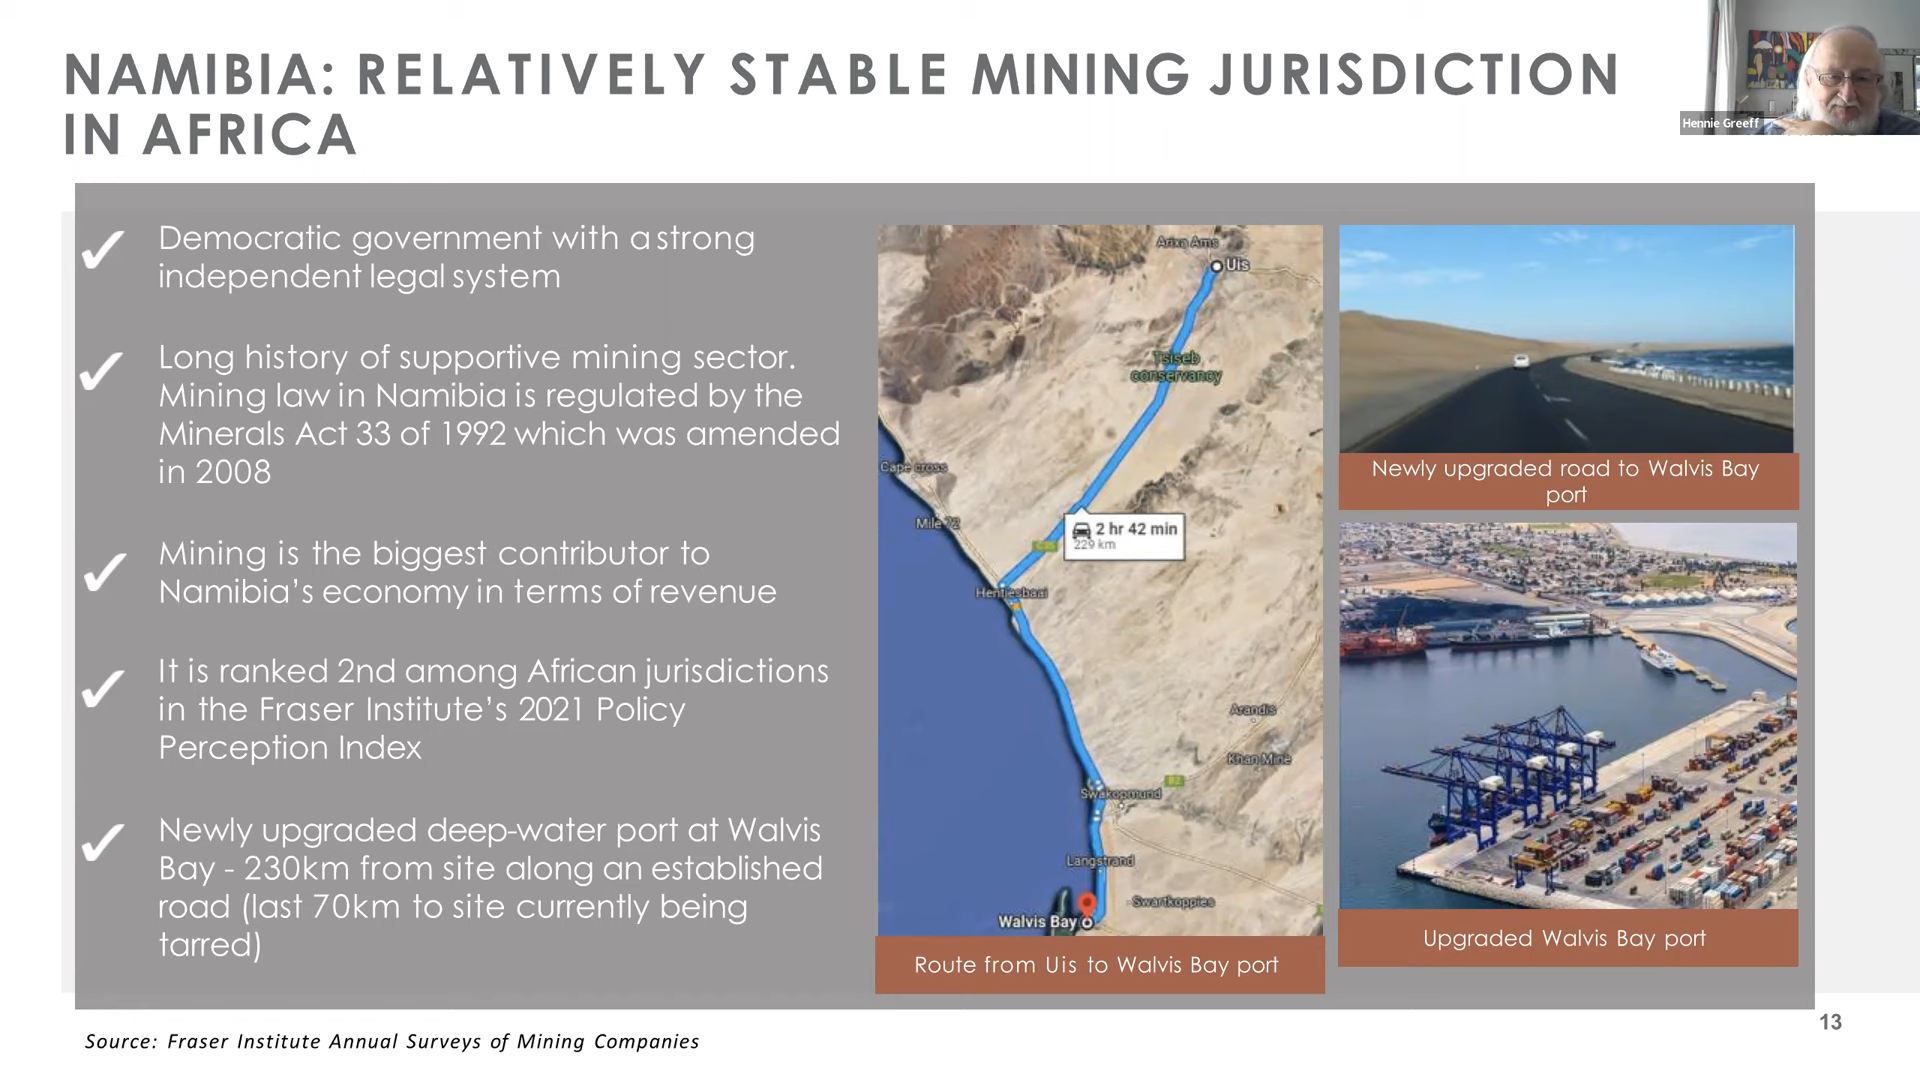 NAMIBIA: RELATIVELY STABLE MINING JURISDICTION
IN AFRICA
Hennie Greeff
Democratic government with a strong
independent legal system
Long history of supportive mining sector.
Mining law in Namibia is regulated by the
Minerals Act 33 of 1992 which was amended
in 2008
Mining is the biggest contributor to
Namibia's economy in terms of revenue
It is ranked 2nd among African jurisdictions
in the Fraser Institute's 2021 Policy
Perception Index
Newly upgraded deep-water port at Walvis
Bay - 230km from site along an established
road (last 70km to site currently being
tarred)
Arixa Ams
Uis
Tsiseb
conservancy
Cape cross
Mile 72
2 hr 42 min
229 km
Hentiesbaai
Arandis
Khan Mine
B2
Swakopmund
Langstrand
Swartkoppies
Walvis Bay
Route from Uis to Walvis Bay port
Newly upgraded road to Walvis Bay
port
Upgraded Walvis Bay port
Source: Fraser Institute Annual Surveys of Mining Companies
13